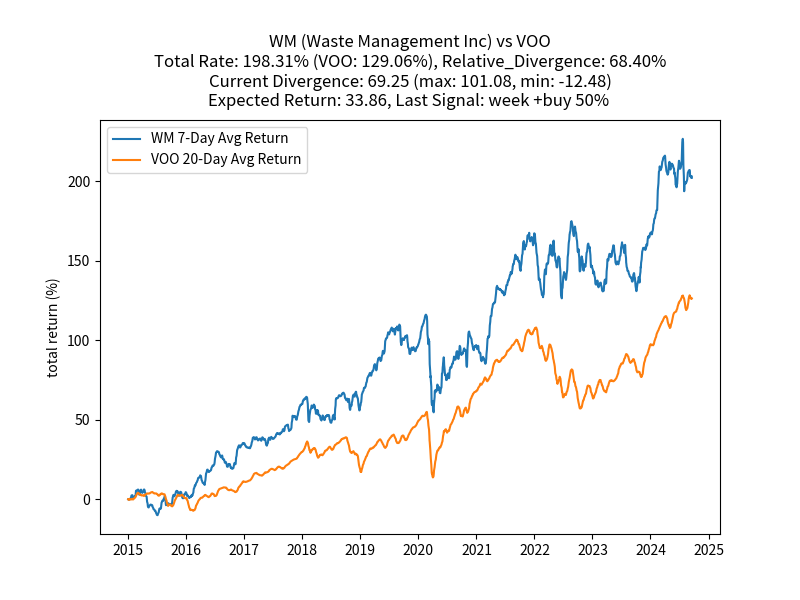 WM (Waste Management Inc) vs VOO
Total Rate: 198.31% (VOO: 129.06%), Relative_Divergence: 68.40%
Current Divergence: 69.25 (max: 101.08, min: -12.48)
Expected Return: 33.86, Last Signal: week +buy 50%
WM 7-Day Avg Return
VOO 20-Day Avg Return
total return (%)
200
150
100
50
0
2015 2016 2017 2018 2019 2020 2021 2022 2023 2024 2025